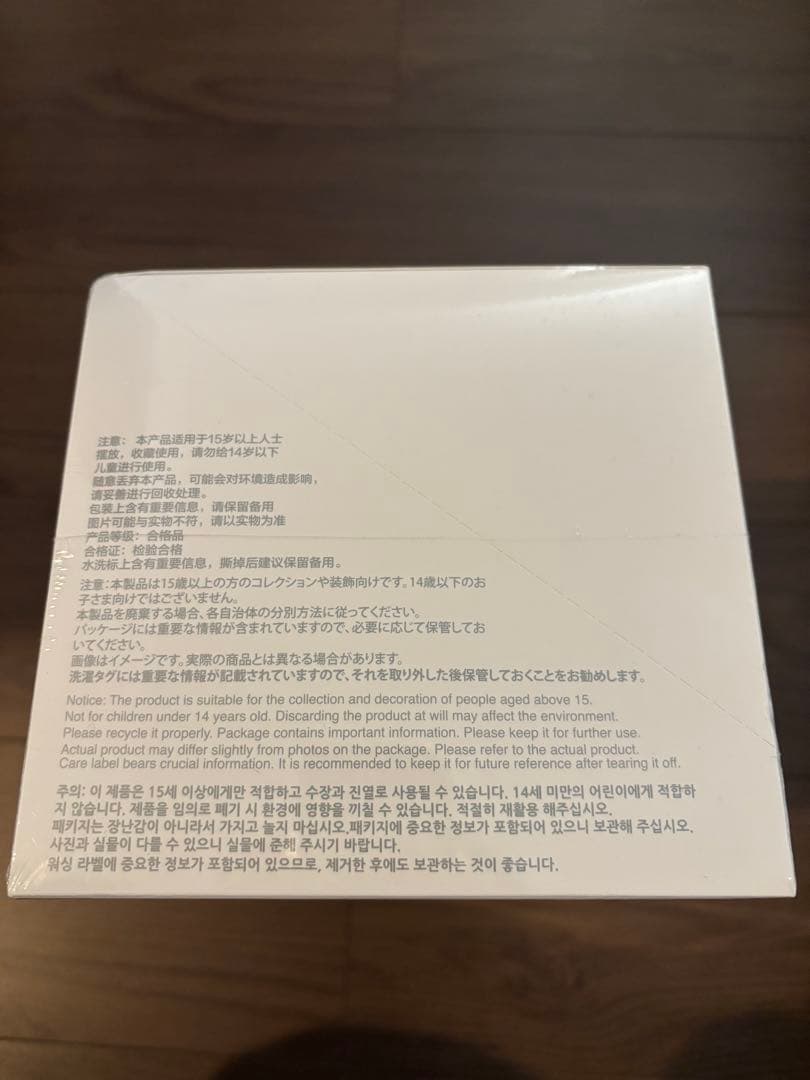 注意：本产品适用于15岁以上人士
摆放，收藏使用，请勿给14岁以下
儿童进行使用。
随意丢弃本产品，可能会对环境造成影响，
请妥善进行回收处理。
包装上含有重要信息，请保留备用
图片可能与实物不符，请以实物为准
产品等级：合格品
合格证：检验合格
水洗标上含有重要信息，撕掉后建议保留备用。
注意：本製品は15歳以上の方のコレクションや装飾向けです。14歳以下のお
子さま向けではございません。
本製品を廃棄する場合、各自治体の分別方法に従ってください。
パッケージには重要な情報が含まれていますので、必要に応じて保管してお
いてください。
画像はイメージです。実際の商品とは異なる場合があります。
洗濯タグには重要な情報が記載されていますので、それを取り外した後保管しておくことをお勧めします。
Notice: The product is suitable for the collection and decoration of people aged above 15.
Not for children under 14 years old. Discarding the product at will may affect the environment.
Please recycle it properly. Package contains important information. Please keep it for further use.
Actual product may differ slightly from photos on the package. Please refer to the actual product.
Care label bears crucial information. It is recommended to keep it for future reference after tearing it off.
주의: 이 제품은 15세 이상에게만 적합하고 수장과 진열로 사용될 수 있습니다. 14세 미만의 어린이에게 적합하
지 않습니다. 제품을 임의로 폐기 시 환경에 영향을 끼칠 수 있습니다. 적절히 재활용 해주십시오.
패키지는 장난감이 아니라서 가지고 놀지 마십시오.패키지에 중요한 정보가 포함되어 있으니 보관해 주십시오.
사진과 실물이 다를 수 있으니 실물에 준해 주시기 바랍니다.
워싱 라벨에 중요한 정보가 포함되어 있으므로, 제거한 후에도 보관하는 것이 좋습니다.